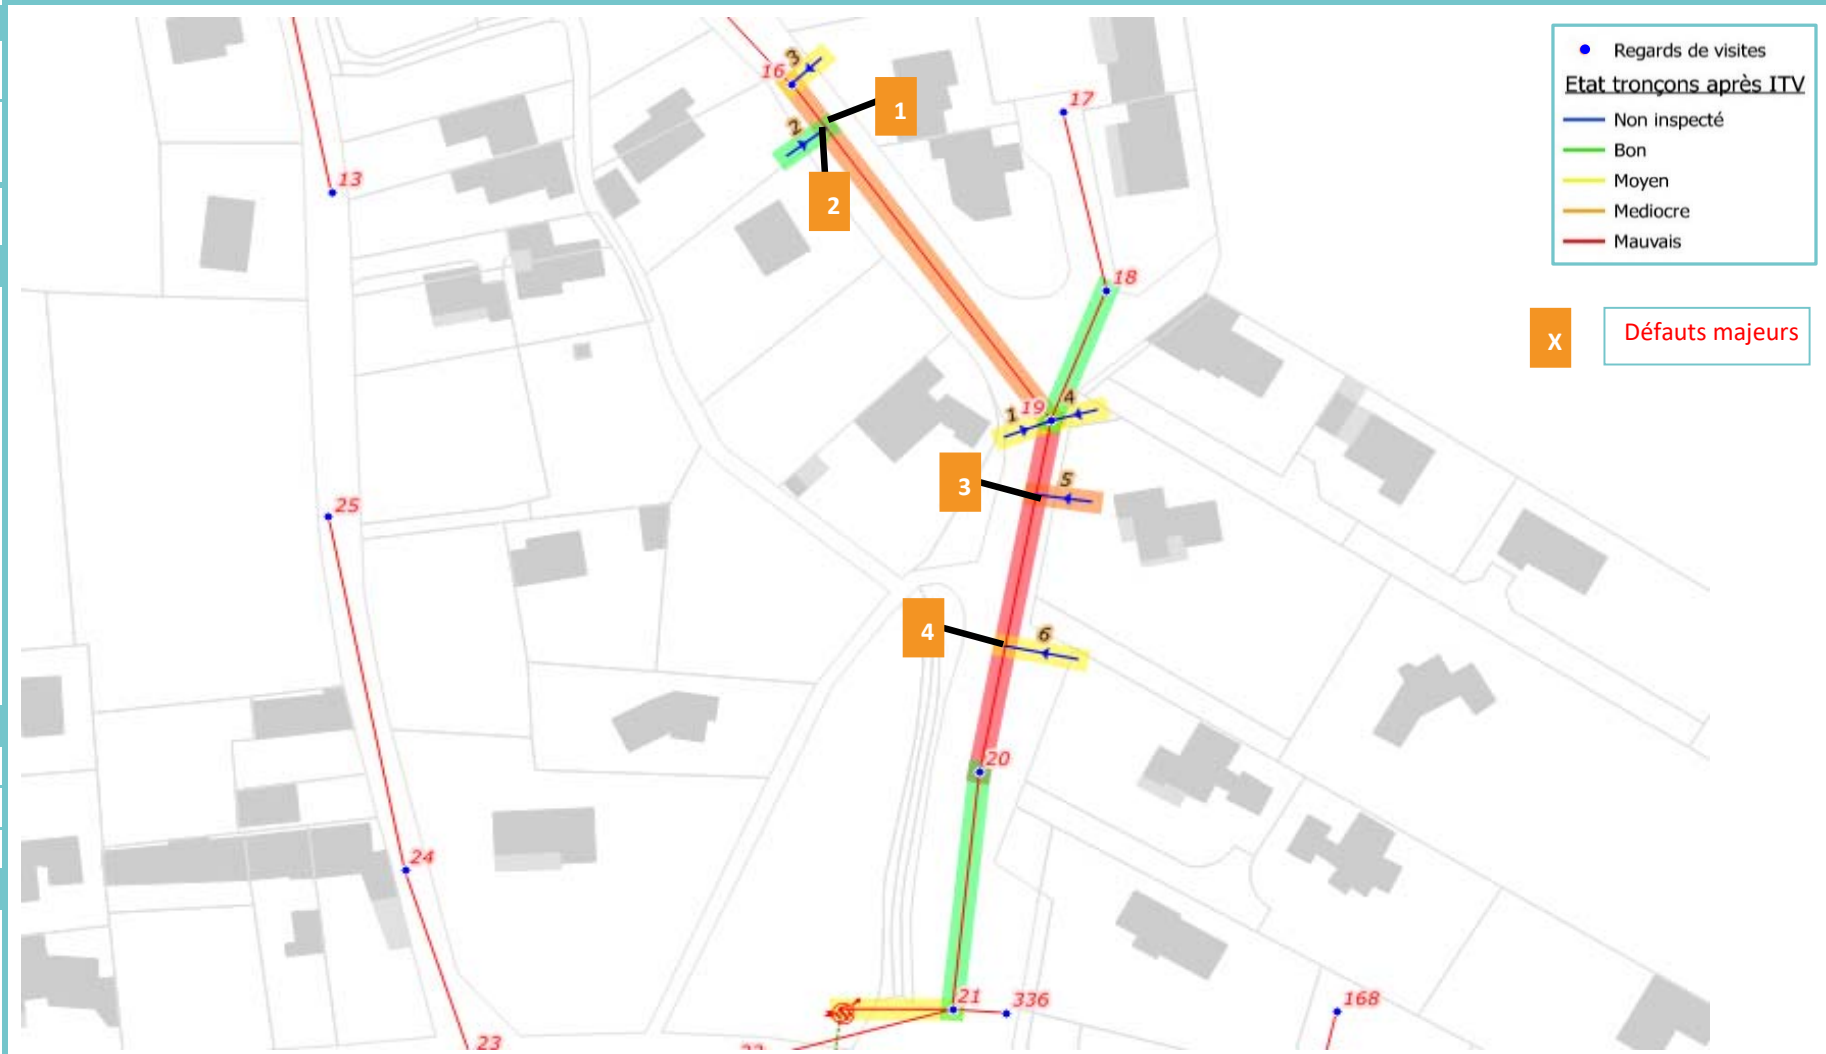 Regards de visites
Etat tronçons après ITV
Non inspecté
Bon
Moyen
Mediocre
Mauvais
X
Défauts majeurs
3
16
1
2
2
17
13
18
19
4
1
3
5
25
4
6
20
24
21
336
168
23